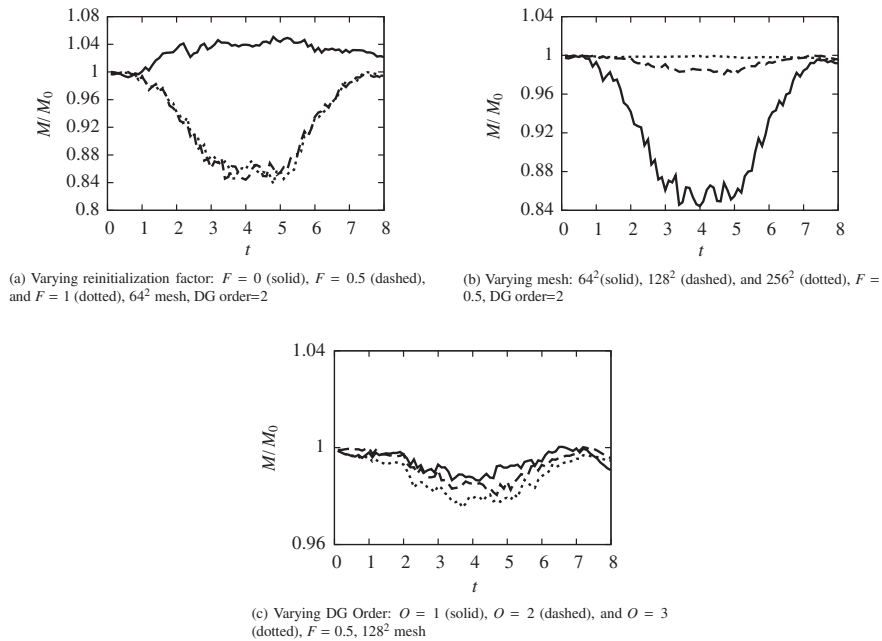 1.08
1.04
1
0.96
0.92
0.88
0.84
0.8
M/M0
0 1 2 3 4 5 6 7 8
t
(a) Varying reinitialization factor: F = 0 (solid), F = 0.5 (dashed),
and F = 1 (dotted), 64² mesh, DG order=2
1.04
1
0.96
0.92
0.88
0.84
M/M0
0 1 2 3 4 5 6 7 8
t
(b) Varying mesh: 64²(solid), 128² (dashed), and 256² (dotted), F =
0.5, DG order=2
1.04
1
0.96
M/M0
0 1 2 3 4 5 6 7 8
t
(c) Varying DG Order: O = 1 (solid), O = 2 (dashed), and O = 3
(dotted), F = 0.5, 128² mesh